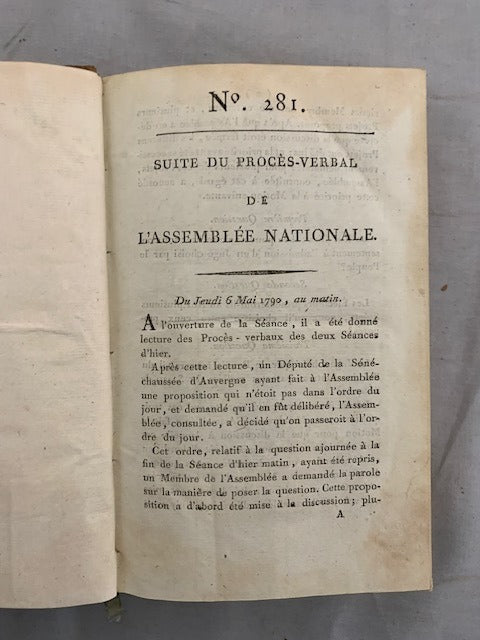 Nº. 281.
SUITE DU PROCÈS-VERBAL
DE
L'ASSEMBLÉE NATIONALE.
Du Jeudi 6 Mai 1790, au matin.
A l'ouverture de la Séance, il a été donné
lecture des Procès-verbaux des deux Séances
d'hier.
Après cette lecture, un Député de la Séné-
chaussée d'Auvergne ayant fait à l'Assemblée
une proposition qui n'étoit pas dans l'ordre du
jour, et demandé qu'il en fût délibéré, l'Assem-
blée, consultée, a décidé qu'on passeroit à l'or-
dre du jour.
Cet ordre, relatif à la question ajournée à la
fin de la Séance d'hier matin, ayant été repris,
un Membre de l'Assemblée a demandé la parole
sur la manière de poser la question. Cette propo-
sition a d'abord été mise à la discussion; plu-
A